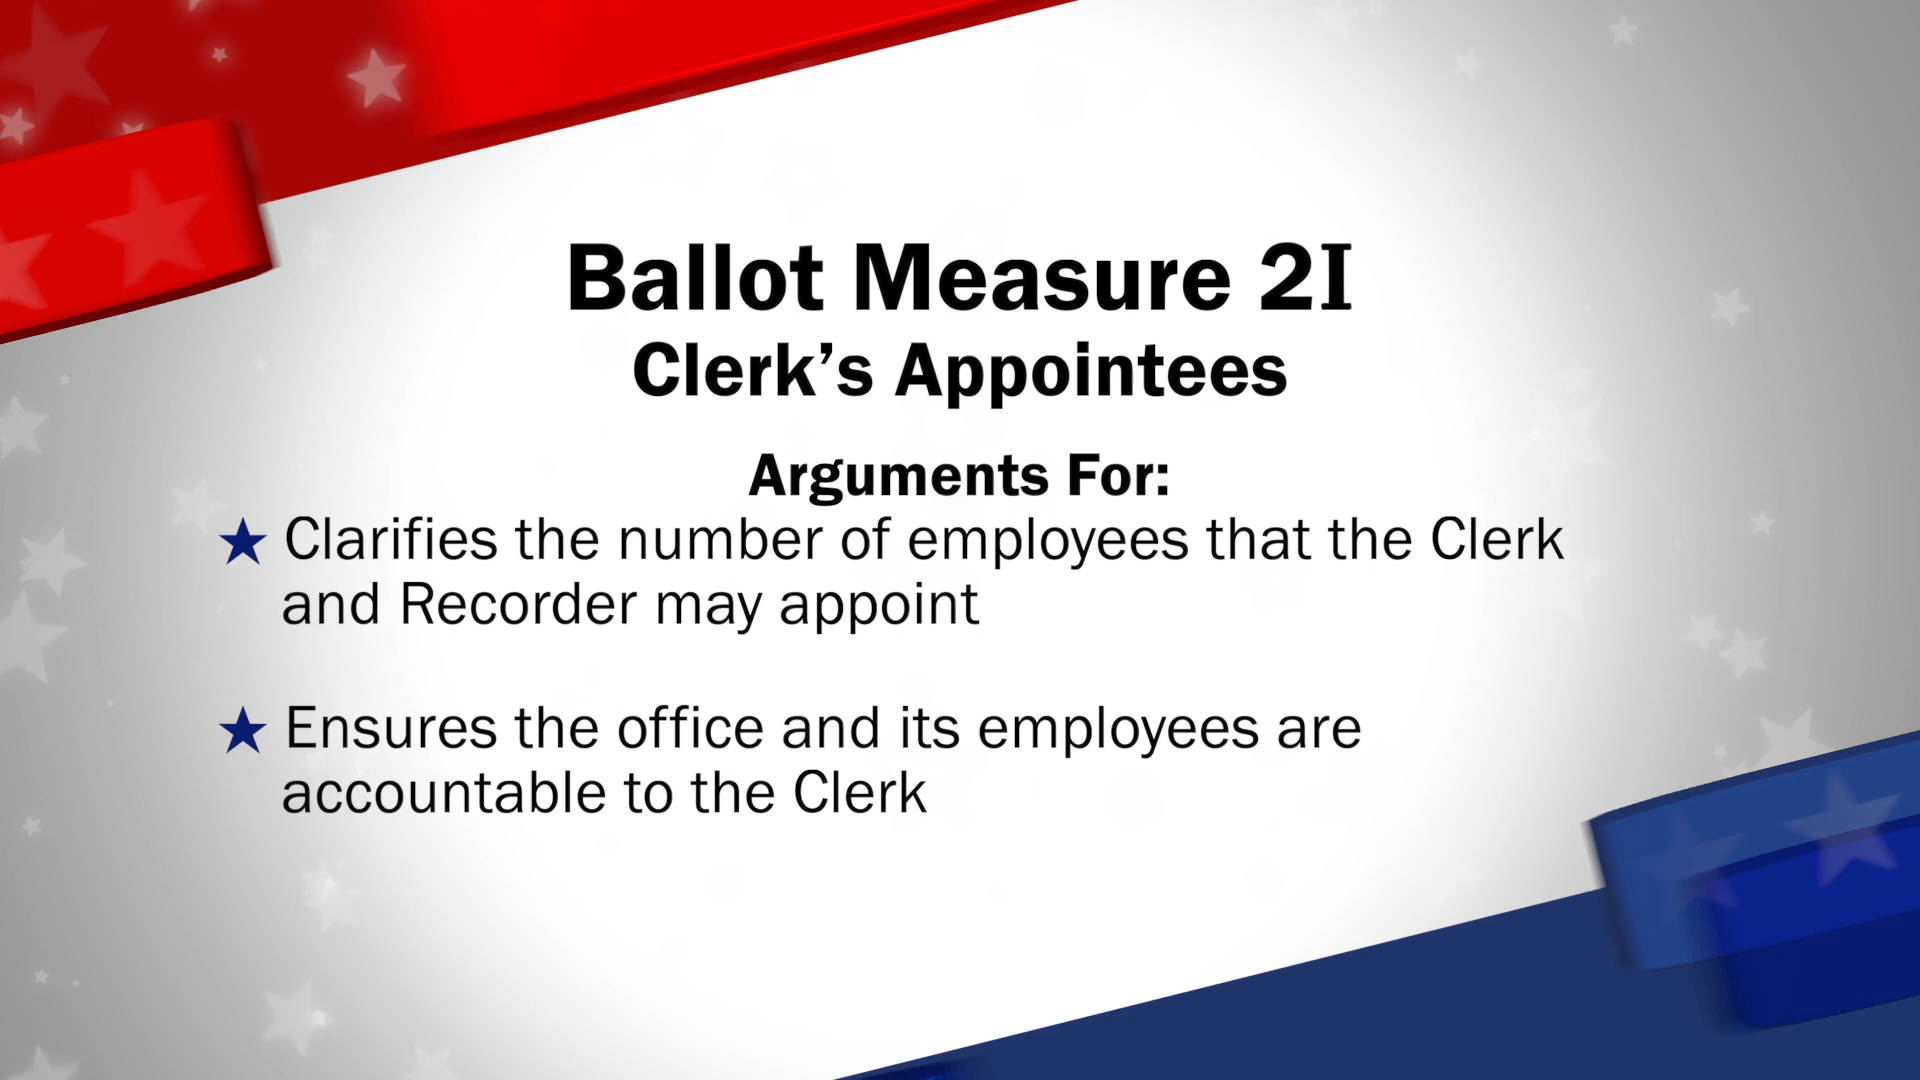 Ballot Measure 2I
Clerk’s Appointees
Arguments For:
★ Clarifies the number of employees that the Clerk
and Recorder may appoint
★ Ensures the office and its employees are
accountable to the Clerk